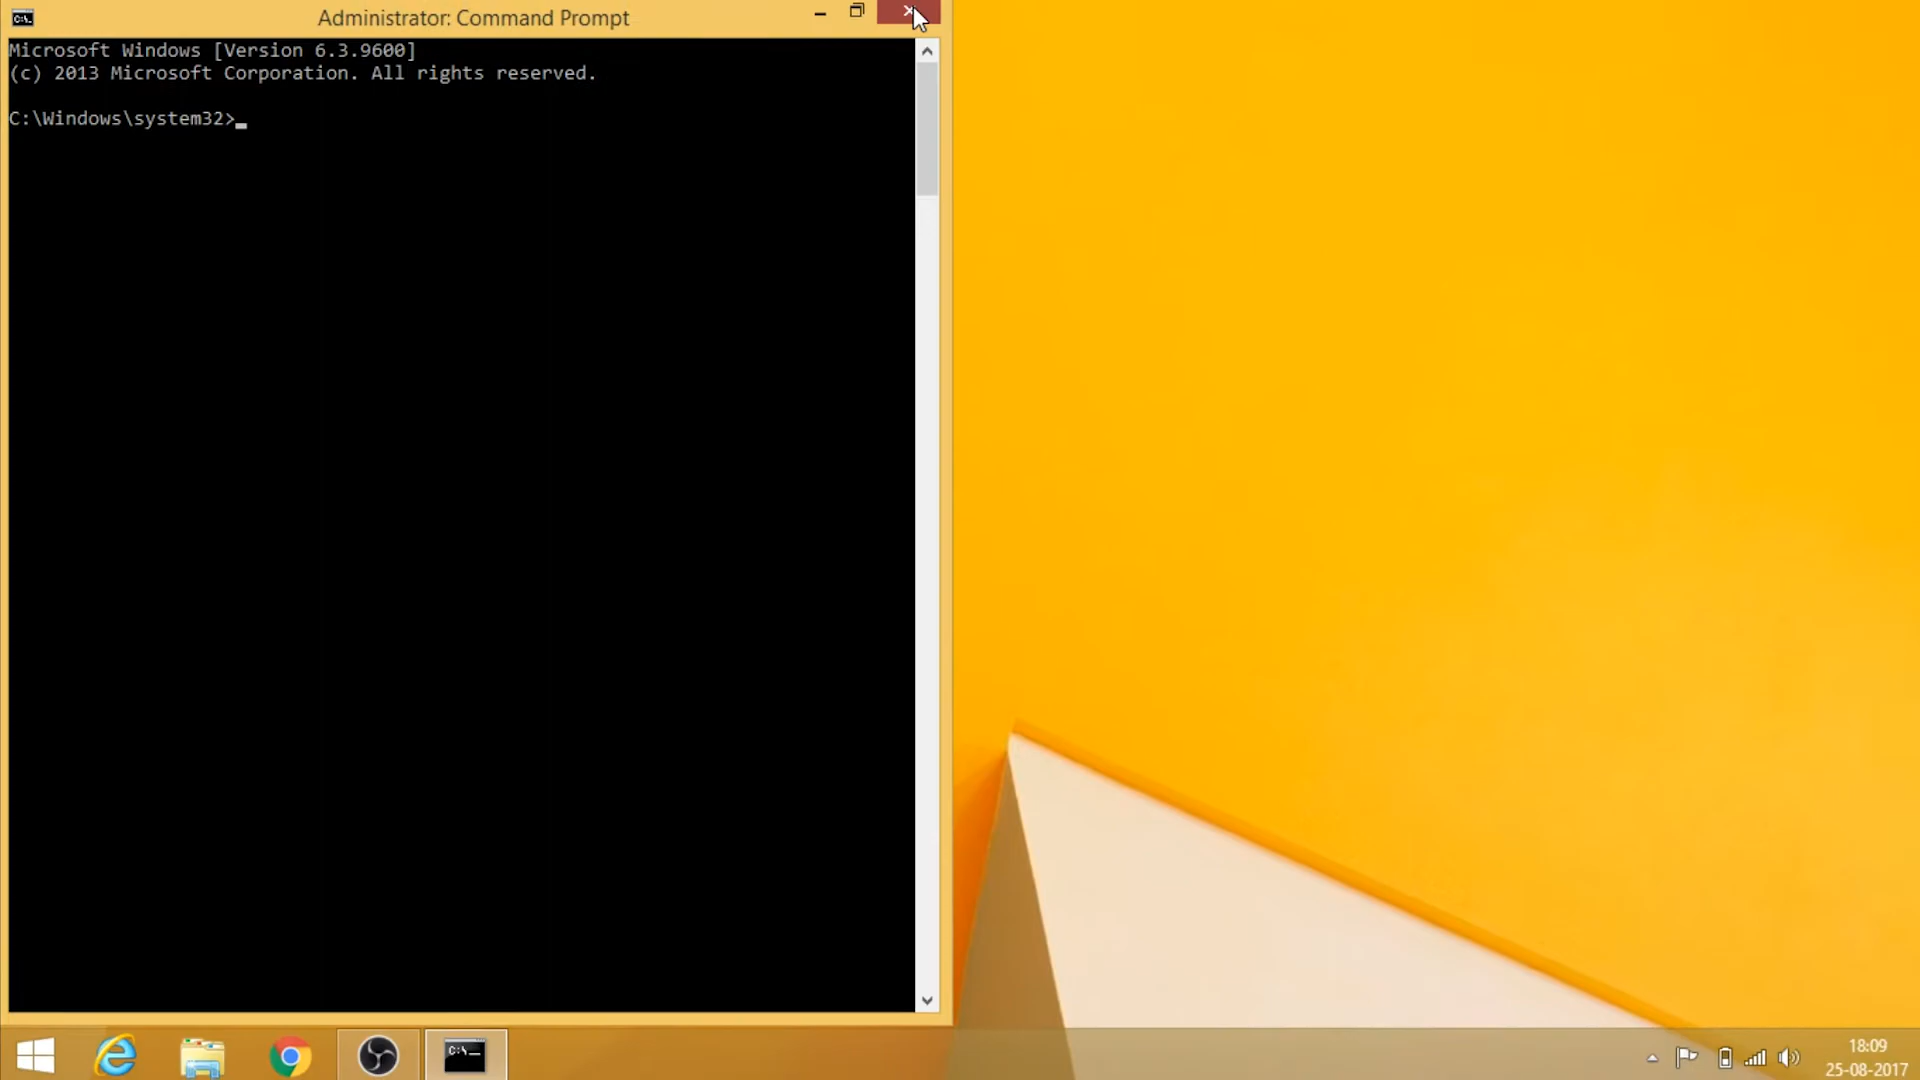 Administrator: Command Prompt
Microsoft Windows [Version 6.3.9600]
(c) 2013 Microsoft Corporation. All rights reserved.
C:\Windows\system32>_
18:09
25-08-2017